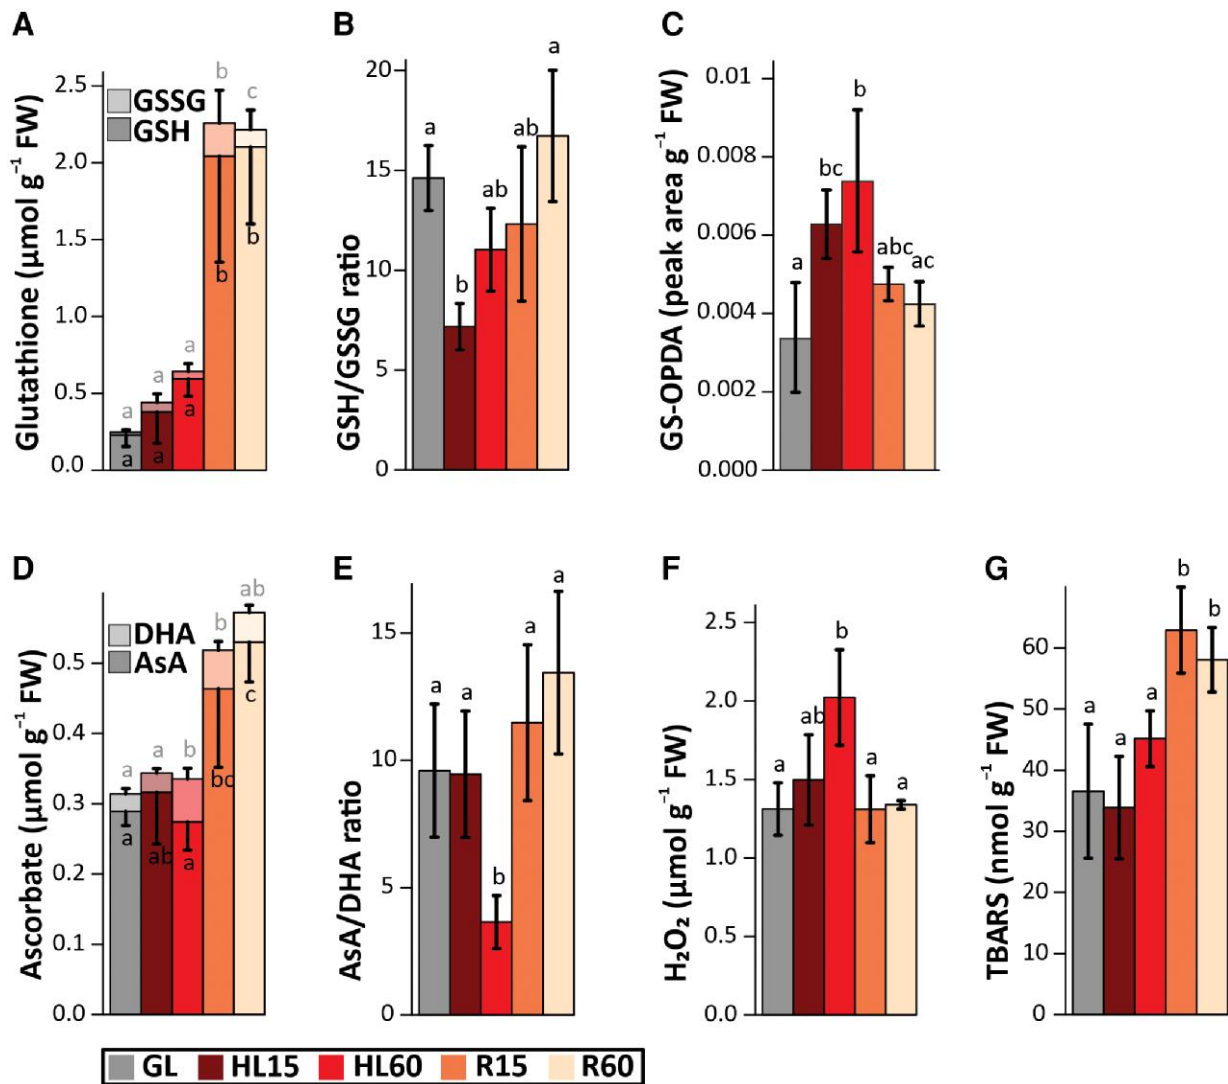 A
Glutathione (µmol g⁻¹ FW)
2.5
2.0
1.5
1.0
0.5
0.0
GSSG
GSH
a
a
a
b
c
a
a
a
b
b
B
GSH/GSSG ratio
20
15
10
5
0
a
b
ab
ab
a
C
GS-OPDA (peak area g⁻¹ FW)
0.01
0.008
0.006
0.004
0.002
0.000
a
bc
b
abc
ac
D
Ascorbate (µmol g⁻¹ FW)
0.5
0.4
0.3
0.2
0.1
0.0
DHA
AsA
a
a
b
b
ab
a
ab
a
bc
c
E
AsA/DHA ratio
15
10
5
0
a
a
b
a
a
F
H₂O₂ (µmol g⁻¹ FW)
2.5
2.0
1.5
1.0
0.5
0.0
a
ab
b
a
a
G
TBARS (nmol g⁻¹ FW)
60
50
40
30
20
10
0
a
a
a
b
b
GL HL15 HL60 R15 R60